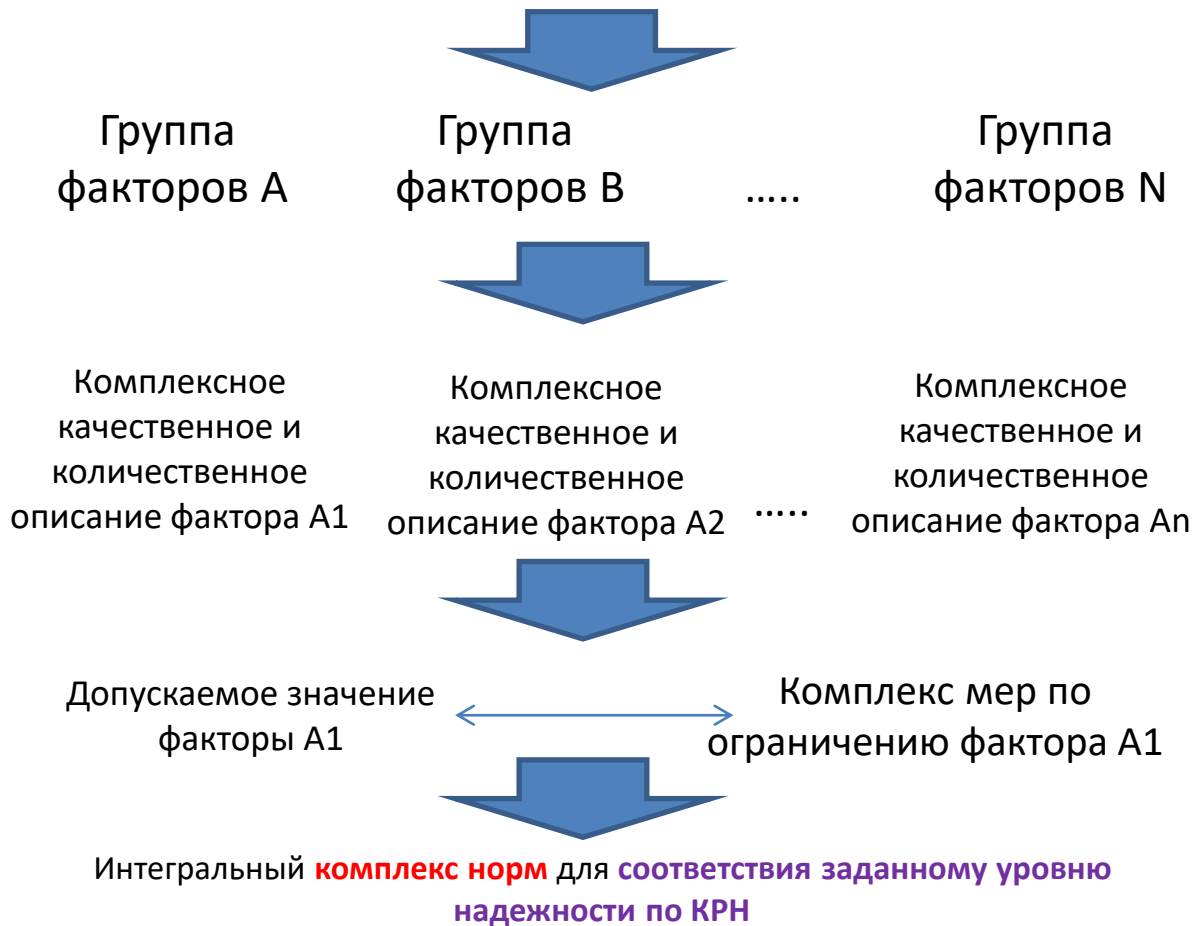 Группа
факторов А
Группа
факторов В
.....
Группа
факторов N
Комплексное
качественное и
количественное
описание фактора А1
Комплексное
качественное и
количественное
описание фактора А2
.....
Комплексное
качественное и
количественное
описание фактора Аn
Допускаемое значение
факторы А1
Комплекс мер по
ограничению фактора А1
Интегральный комплекс норм для соответствия заданному уровню
надежности по КРН